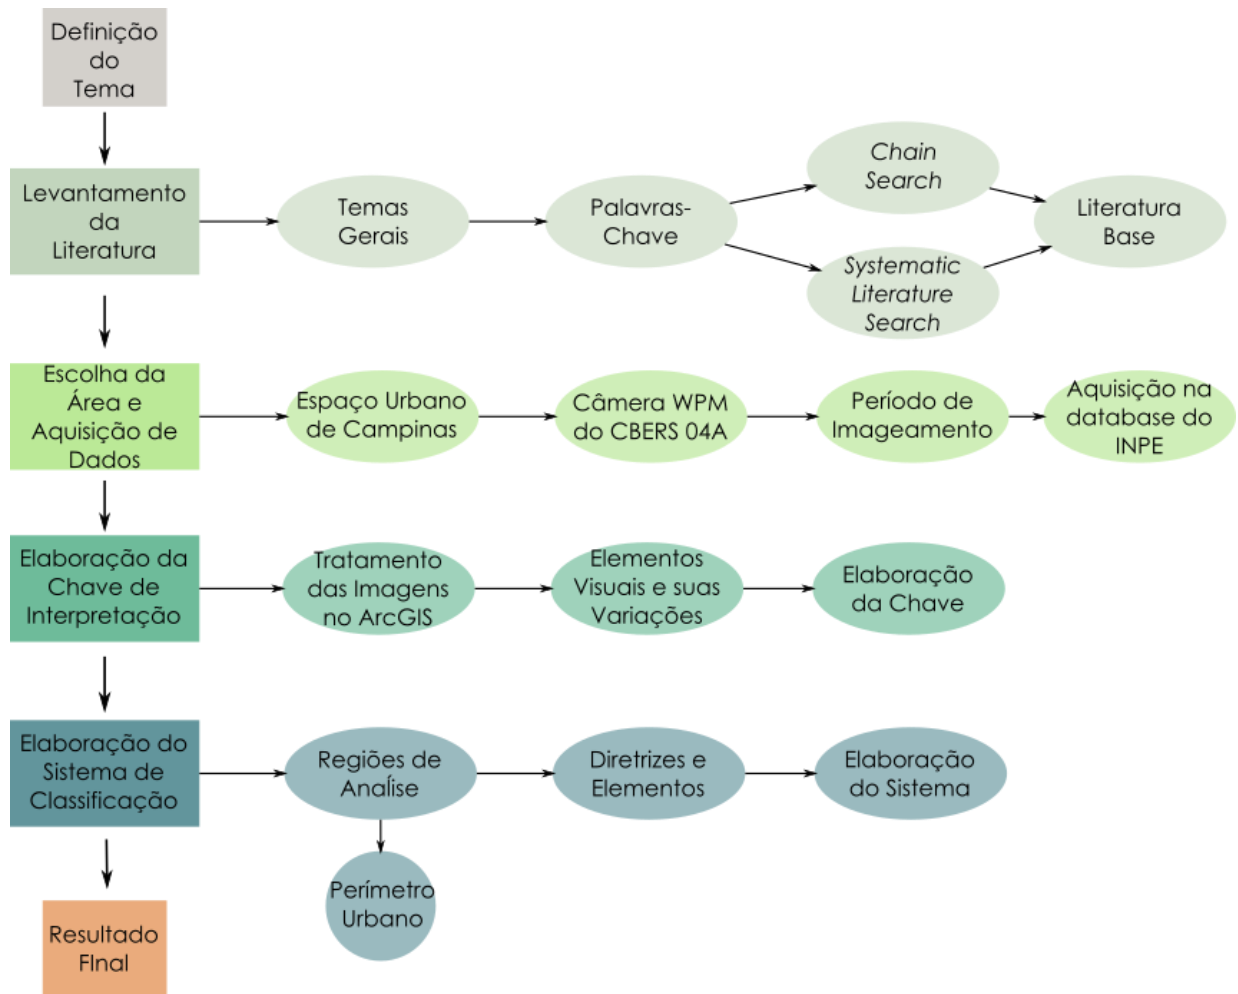 Definição
do
Tema
Levantamento
da
Literatura
Temas
Gerais
Palavras-
Chave
Chain
Search
Systematic
Literature
Search
Literatura
Base
Escolha da
Área e
Aquisição de
Dados
Espaço Urbano
de Campinas
Câmera WPM
do CBERS 04A
Período de
Imageamento
Aquisição na
database do
INPE
Elaboração da
Chave de
Interpretação
Tratamento
das Imagens
no ArcGIS
Elementos
Visuais e suas
Variações
Elaboração
da Chave
Elaboração do
Sistema de
Classificação
Regiões de
Analíse
Diretrizes e
Elementos
Elaboração
do Sistema
Perímetro
Urbano
Resultado
FInal